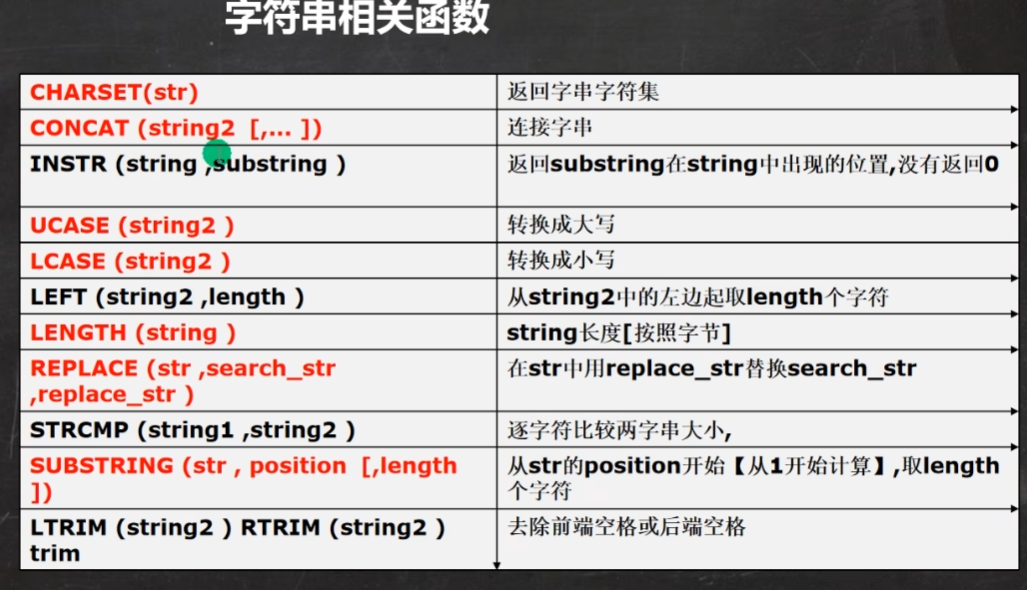 字符串相关函数
CHARSET(str)
返回字串字符集
CONCAT (string2  [,... ])
连接字串
INSTR (string ,substring )
返回substring在string中出现的位置,没有返回0
UCASE (string2 )
转换成大写
LCASE (string2 )
转换成小写
LEFT (string2 ,length )
从string2中的左边起取length个字符
LENGTH (string )
string长度[按照字节]
REPLACE (str ,search_str
,replace_str )
在str中用replace_str替换search_str
STRCMP (string1 ,string2 )
逐字符比较两字串大小,
SUBSTRING (str , position  [,length
])
从str的position开始【从1开始计算】,取length
个字符
LTRIM (string2 ) RTRIM (string2 )
trim
去除前端空格或后端空格